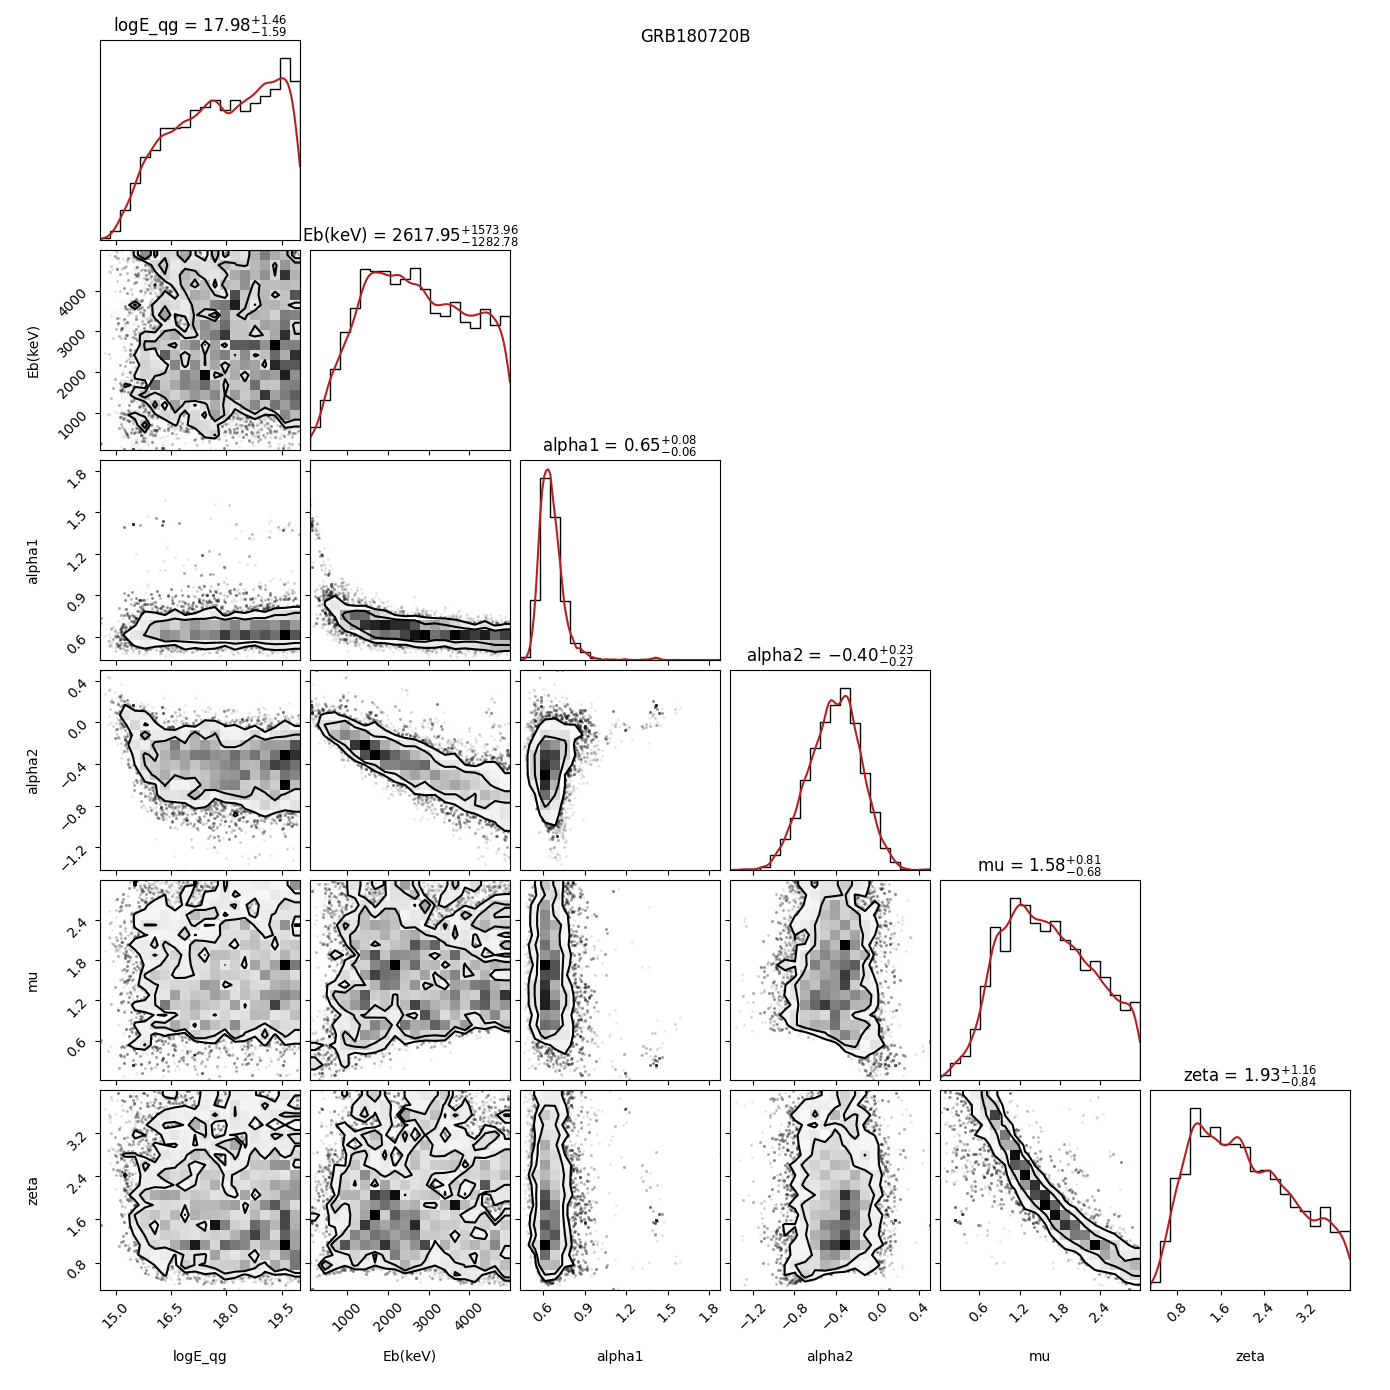 GRB180720B
logE_qg = 17.98+1.46−1.59
Eb(keV) = 2617.95+1573.96−1282.78
Eb(keV)
4000
3000
2000
1000
alpha1 = 0.65+0.08−0.06
alpha1
1.8
1.5
1.2
0.9
0.6
alpha2 = −0.40+0.23−0.27
alpha2
0.4
0.0
−0.4
−0.8
−1.2
mu = 1.58+0.81−0.68
mu
2.4
1.8
1.2
0.6
zeta = 1.93+1.16−0.84
zeta
3.2
2.4
1.6
0.8
15.0 16.5 18.0 19.5
1000 2000 3000 4000
0.6 0.9 1.2 1.5 1.8
−1.2 −0.8 −0.4 0.0 0.4
0.6 1.2 1.8 2.4
0.8 1.6 2.4 3.2
logE_qg
Eb(keV)
alpha1
alpha2
mu
zeta